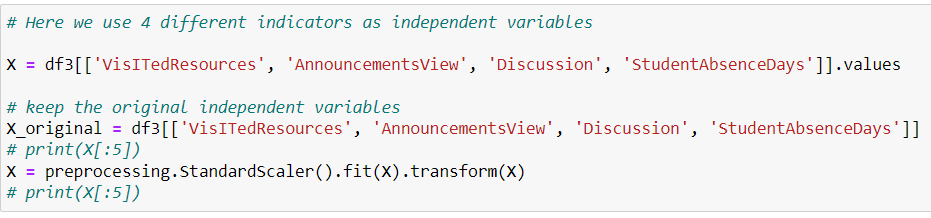 # Here we use 4 different indicators as independent variables
X = df3[['VisITedResources', 'AnnouncementsView', 'Discussion', 'StudentAbsenceDays']].values
# keep the original independent variables
X_original = df3[['VisITedResources', 'AnnouncementsView', 'Discussion', 'StudentAbsenceDays']]
# print(X[:5])
X = preprocessing.StandardScaler().fit(X).transform(X)
# print(X[:5])